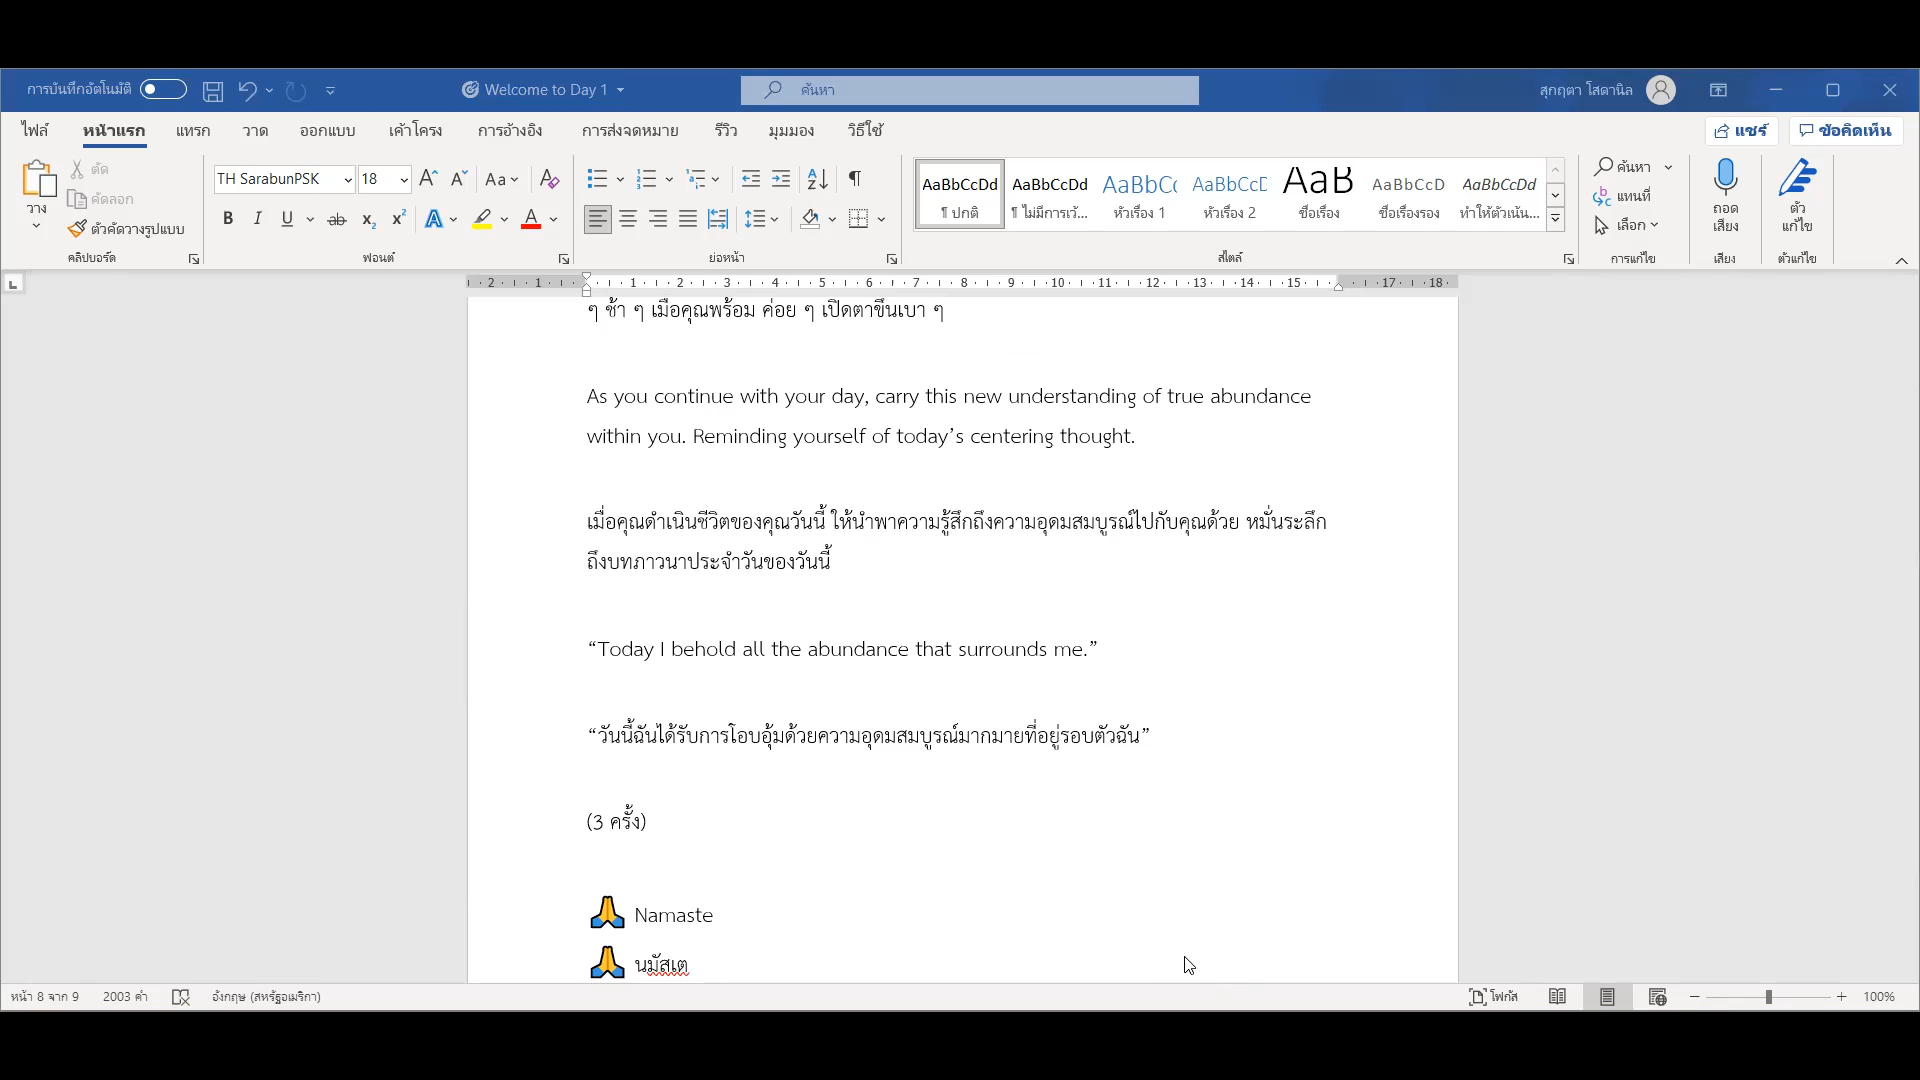 การบันทึกอัตโนมัติ
Welcome to Day 1
ค้นหา
สุกฤตา โสดานิล
ไฟล์ หน้าแรก แทรก วาด ออกแบบ เค้าโครง การอ้างอิง การส่งจดหมาย รีวิว มุมมอง วิธีใช้ แชร์ ข้อคิดเห็น
วาง
ตัด
คัดลอก
ตัวคัดวางรูปแบบ
คลิปบอร์ด
TH SarabunPSK 18
ฟอนต์
ย่อหน้า
AaBbCcDd AaBbCcDd AaBbCc AaBbCcD AaB AaBbCcD AaBbCcDd
¶ ปกติ ¶ ไม่มีการเว้... หัวเรื่อง 1 หัวเรื่อง 2 ชื่อเรื่อง ชื่อเรื่องรอง ทำให้ตัวเน้น...
สไตล์
ค้นหา
แทนที่
เลือก
การแก้ไข
ถอด
เสียง
เสียง
ตัว
แก้ไข
ตัวแก้ไข
2 1 1 2 3 4 5 6 7 8 9 10 11 12 13 14 15 17 18
ๆ ช้า ๆ เมื่อคุณพร้อม ค่อย ๆ เปิดตาขึ้นเบา ๆ
As you continue with your day, carry this new understanding of true abundance
within you. Reminding yourself of today’s centering thought.
เมื่อคุณดำเนินชีวิตของคุณวันนี้ ให้นำพาความรู้สึกถึงความอุดมสมบูรณ์ไปกับคุณด้วย หมั่นระลึก
ถึงบทภาวนาประจำวันของวันนี้
“Today I behold all the abundance that surrounds me.”
“วันนี้ฉันได้รับการโอบอุ้มด้วยความอุดมสมบูรณ์มากมายที่อยู่รอบตัวฉัน”
(3 ครั้ง)
🙏 Namaste
🙏 นมัสเต
หน้า 8 จาก 9 2003 คำ อังกฤษ (สหรัฐอเมริกา) โฟกัส 100%